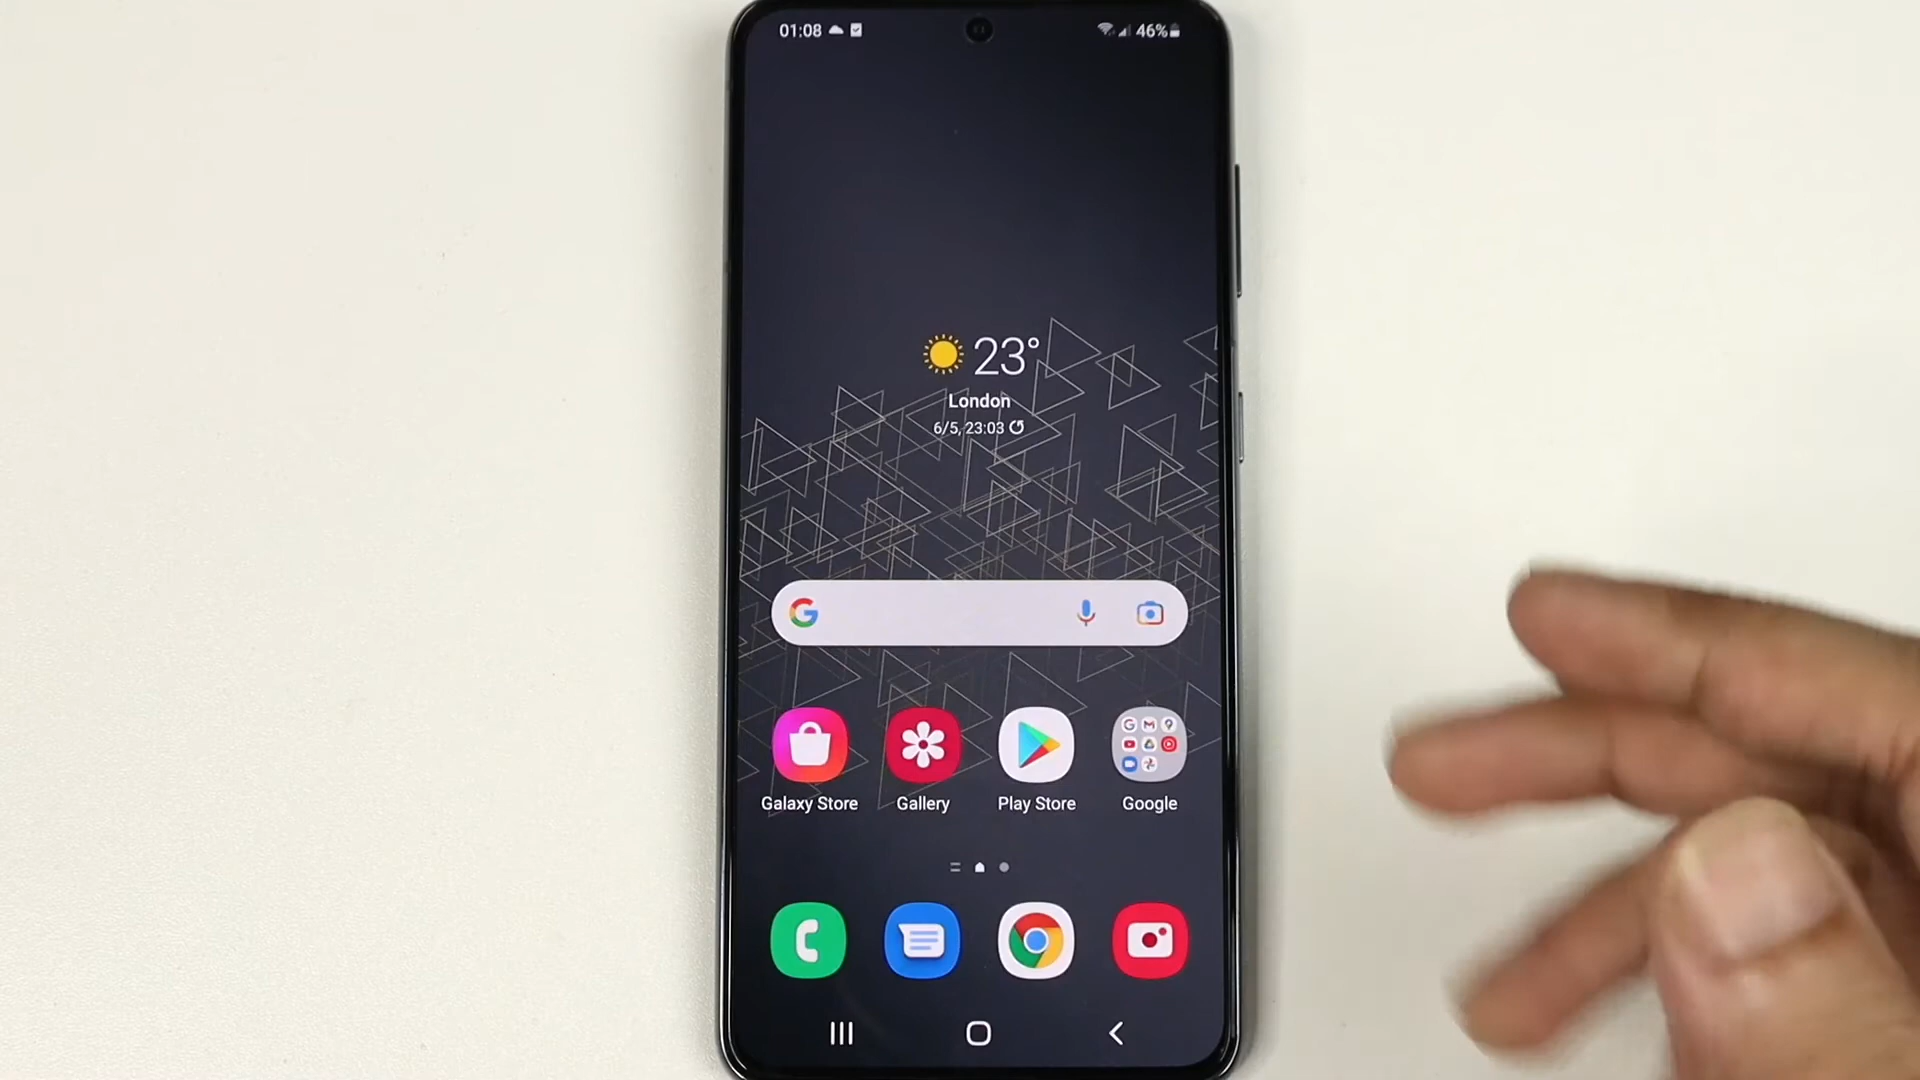 01:08
46%
23°
London
6/5, 23:03
Galaxy Store
Gallery
Play Store
Google